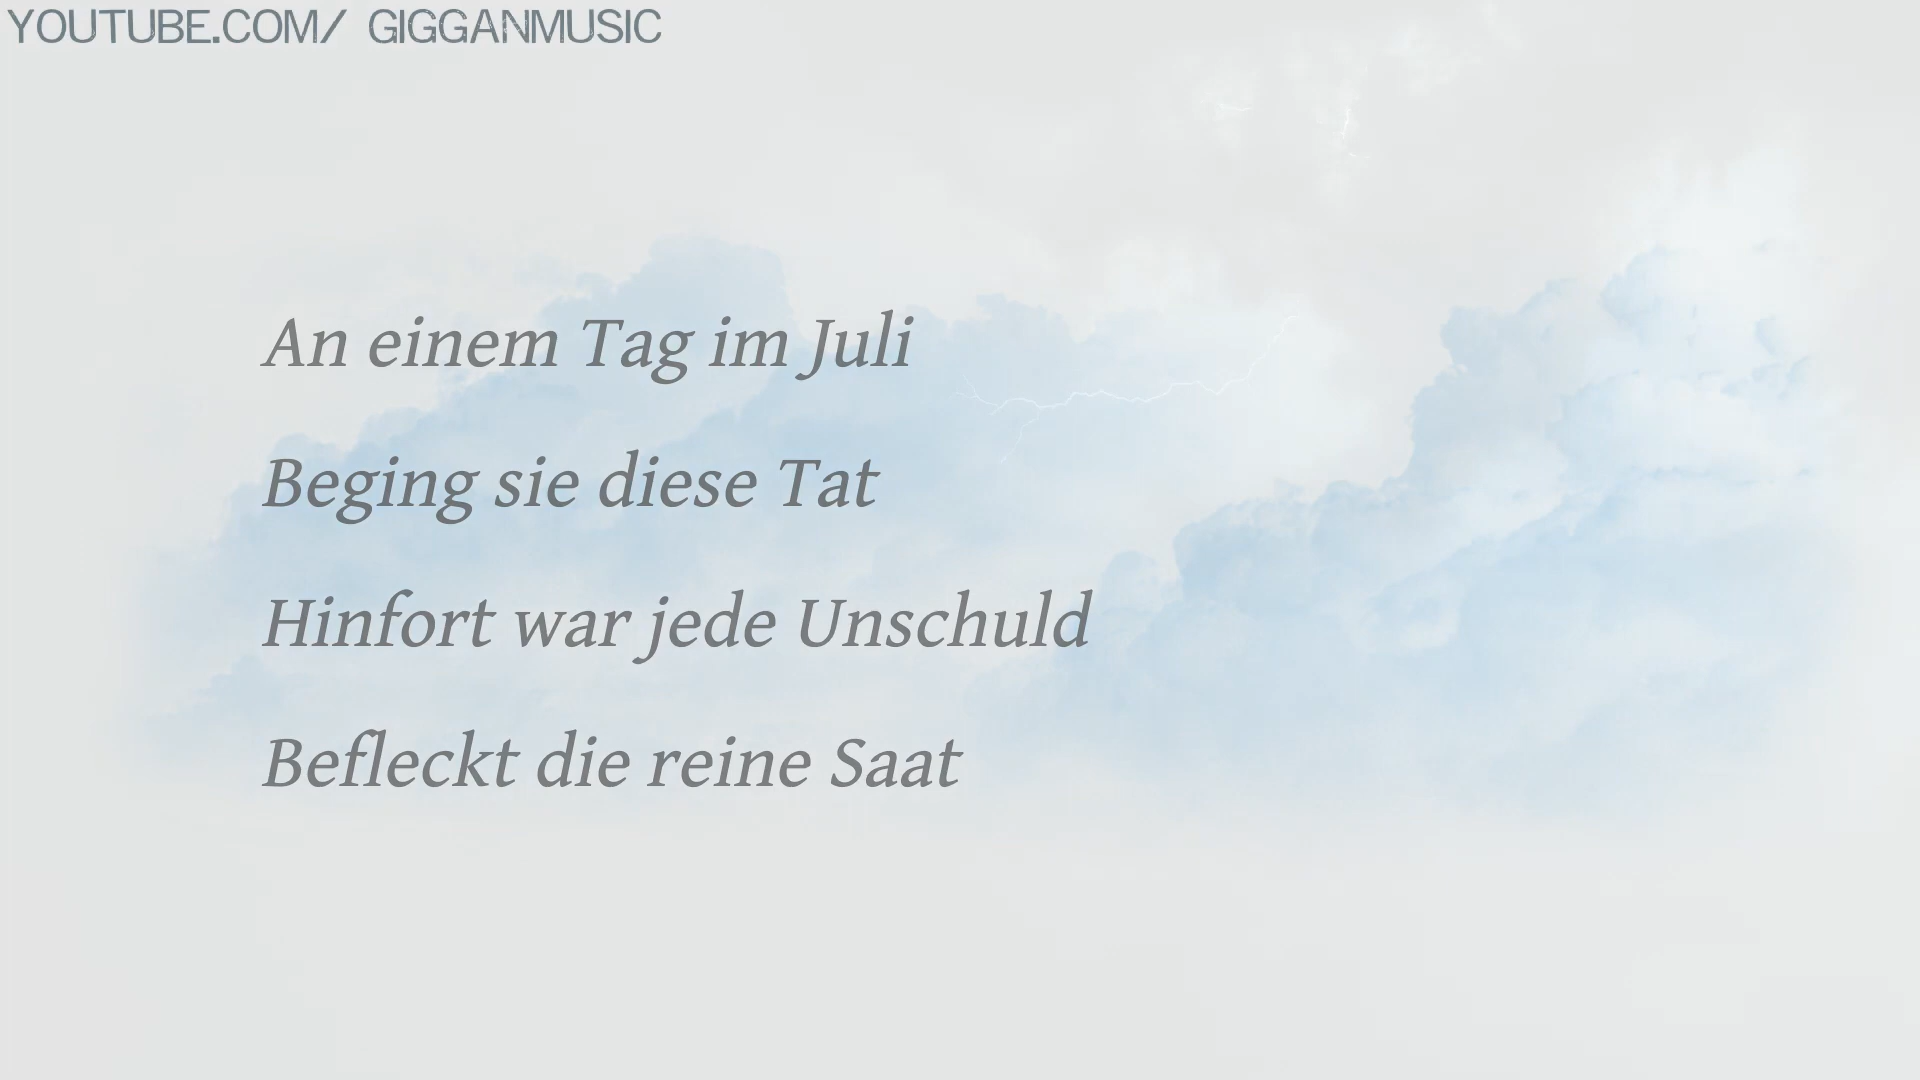 YOUTUBE.COM/ GIGGANMUSIC
An einem Tag im Juli
Beging sie diese Tat
Hinfort war jede Unschuld
Befleckt die reine Saat